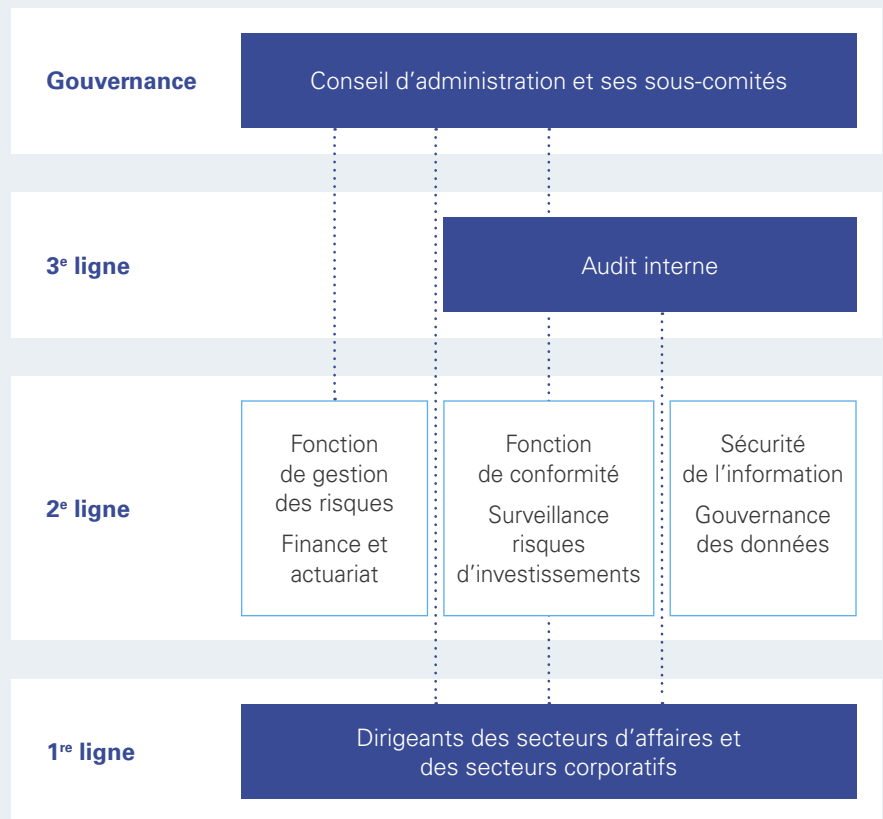 Gouvernance
Conseil d’administration et ses sous-comités
3e ligne
Audit interne
2e ligne
Fonction
de gestion
des risques
Finance et
actuariat
Fonction
de conformité
Surveillance
risques
d’investissements
Sécurité
de l’information
Gouvernance
des données
1re ligne
Dirigeants des secteurs d’affaires et
des secteurs corporatifs